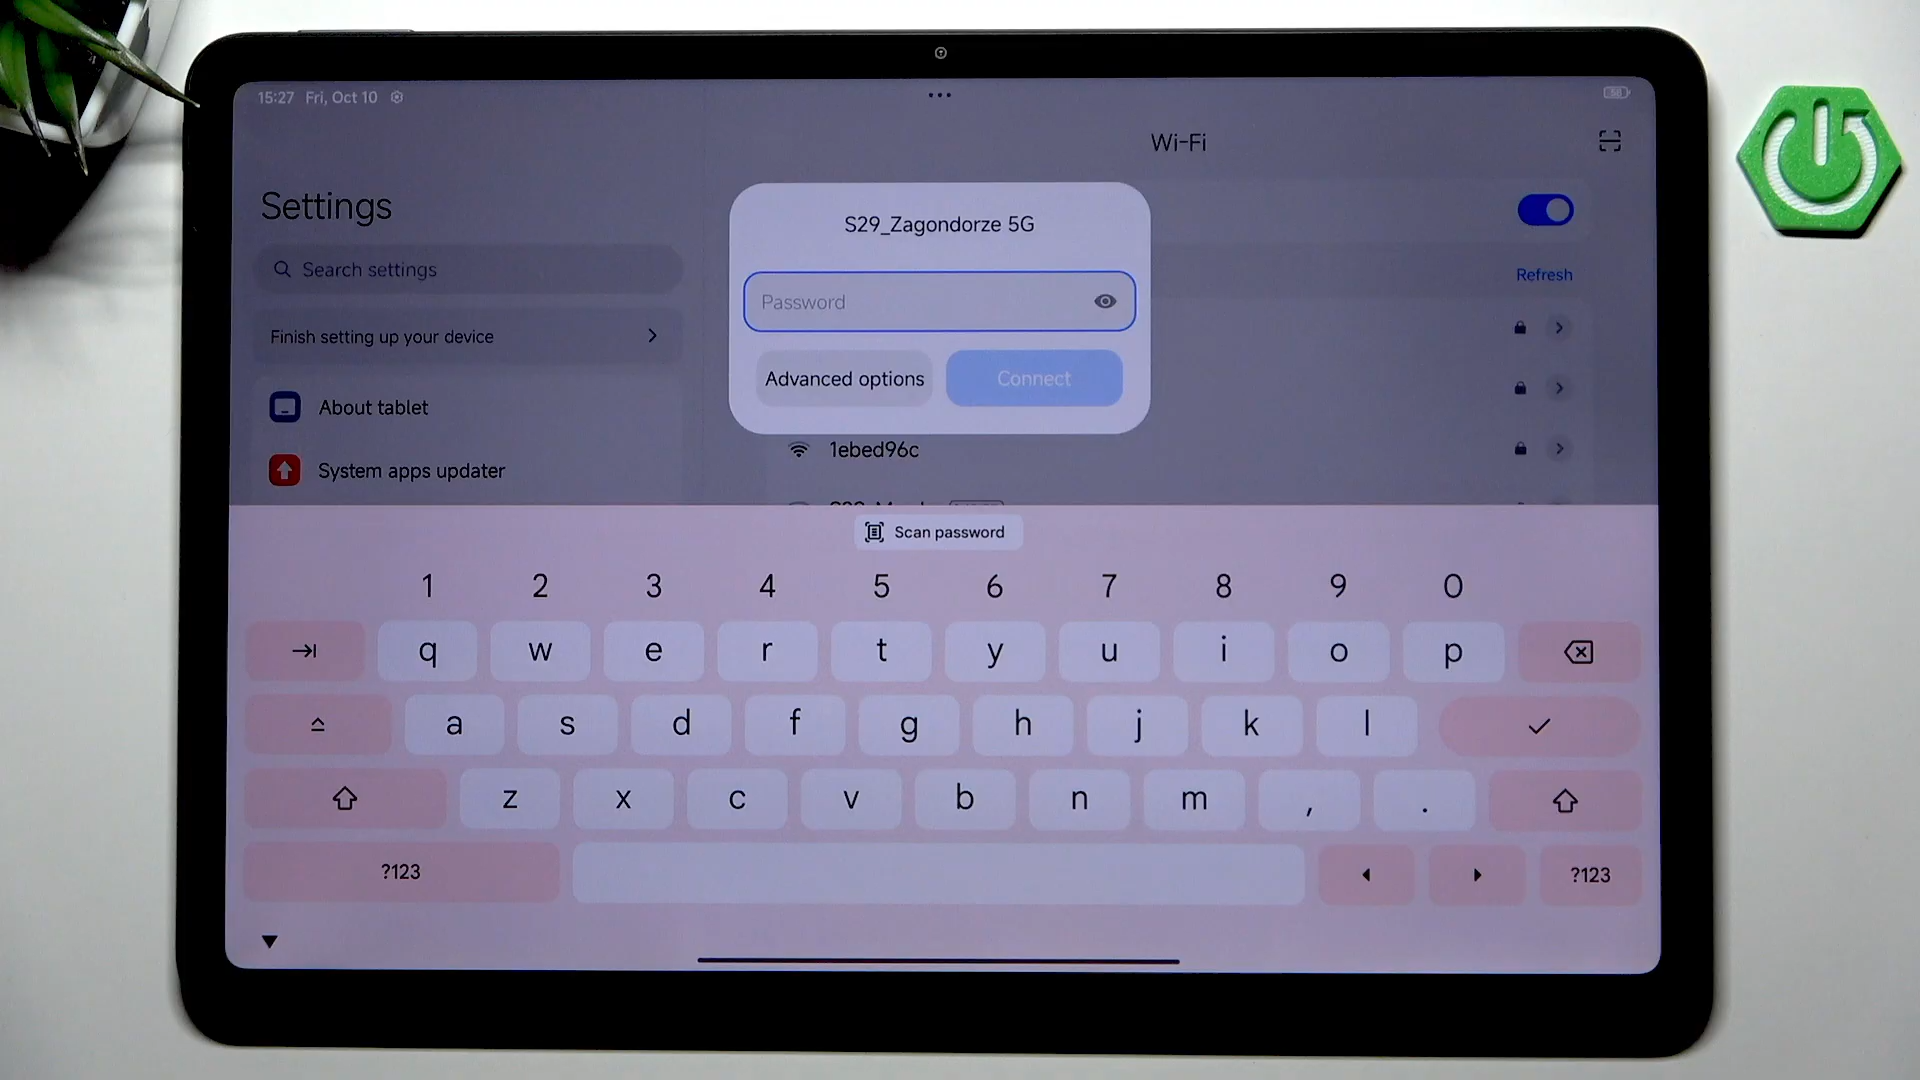 15:27 Fri, Oct 10
58
Wi-Fi
Settings
Search settings
Finish setting up your device
About tablet
System apps updater
S29_Zagondorze 5G
Password
Advanced options
Connect
Refresh
1ebed96c
Scan password
1 2 3 4 5 6 7 8 9 0
q w e r t y u i o p
a s d f g h j k l
z x c v b n m , .
?123
?123